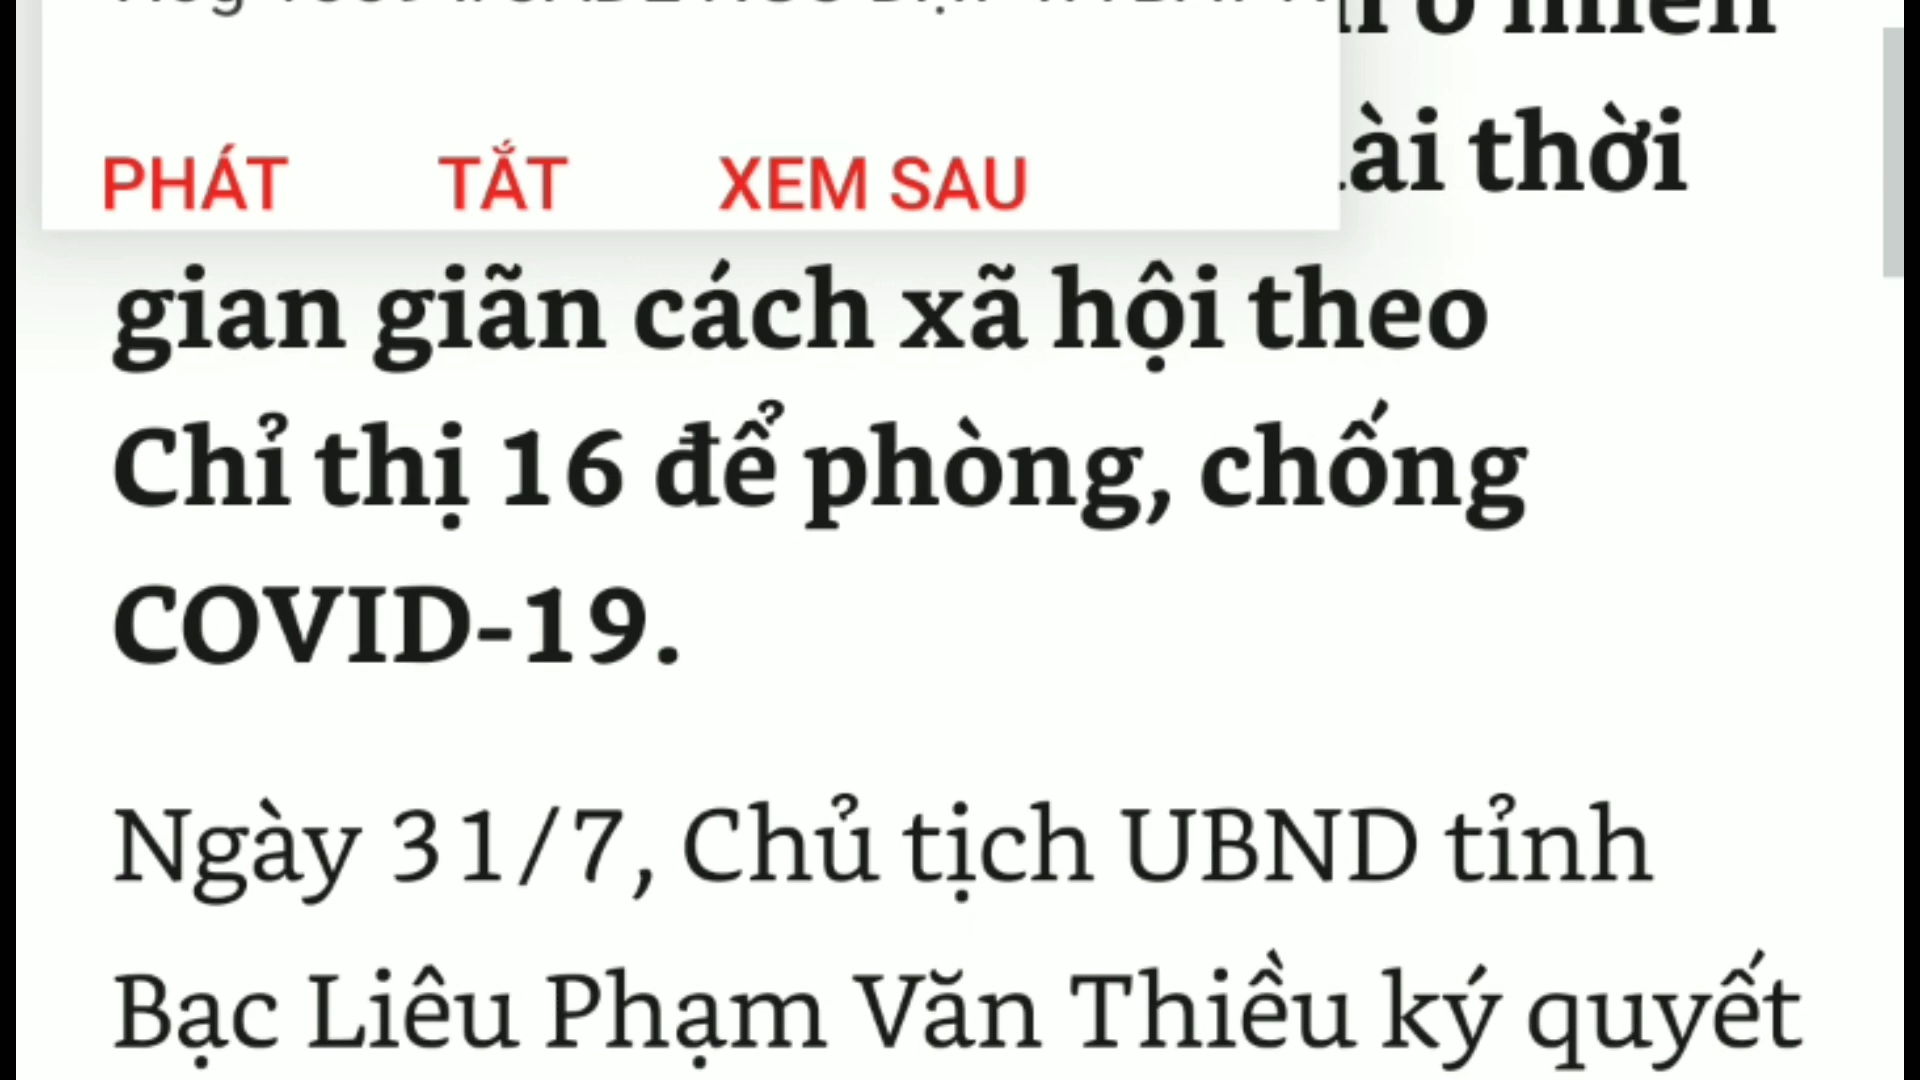 miền
thời
PHÁT TẮT XEM SAU
gian giãn cách xã hội theo
Chỉ thị 16 để phòng, chống
COVID-19.
Ngày 31/7, Chủ tịch UBND tỉnh
Bạc Liêu Phạm Văn Thiều ký quyết